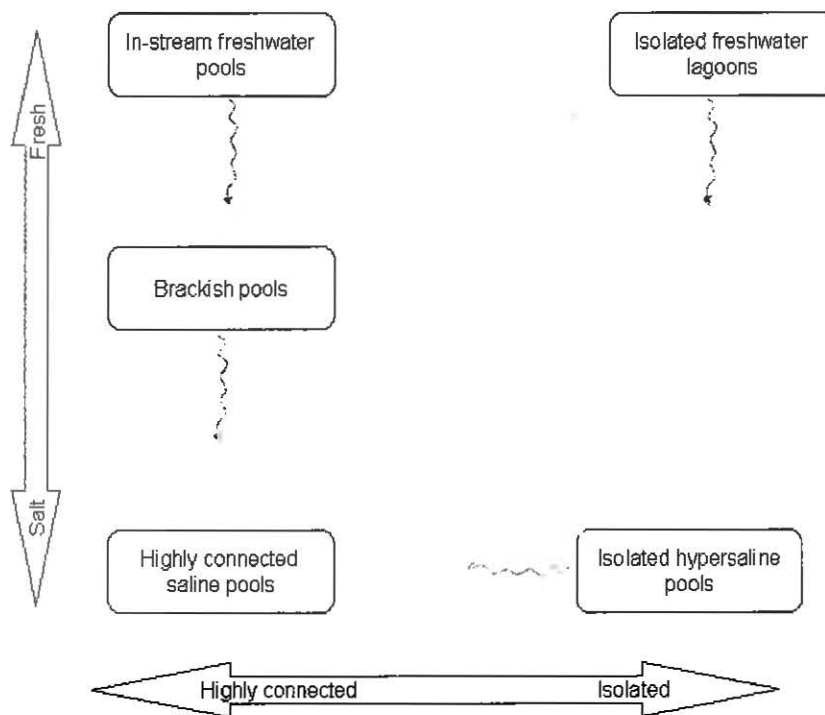 In-stream freshwater
pools
Isolated freshwater
lagoons
Fresh
Brackish pools
Salt
Highly connected
saline pools
Isolated hypersaline
pools
Highly connected
Isolated